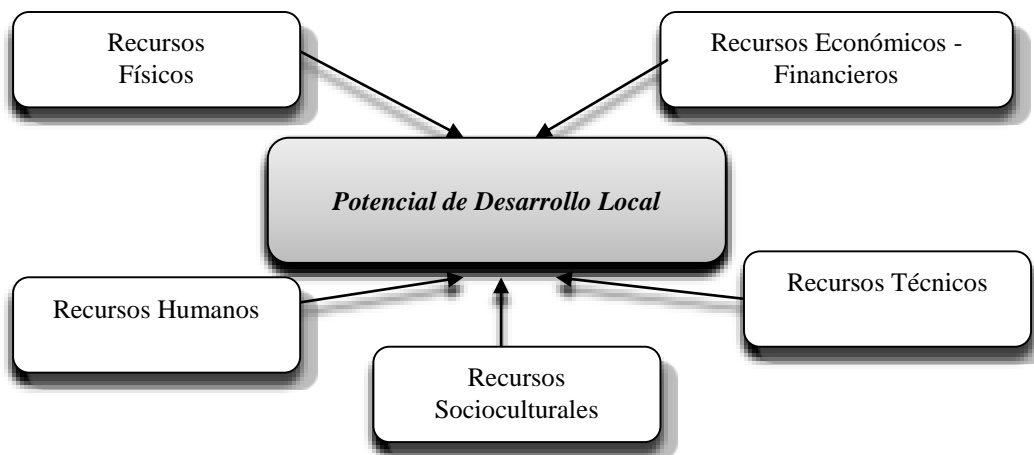 Recursos
Físicos
Recursos Económicos -
Financieros
Potencial de Desarrollo Local
Recursos Humanos
Recursos Técnicos
Recursos
Socioculturales